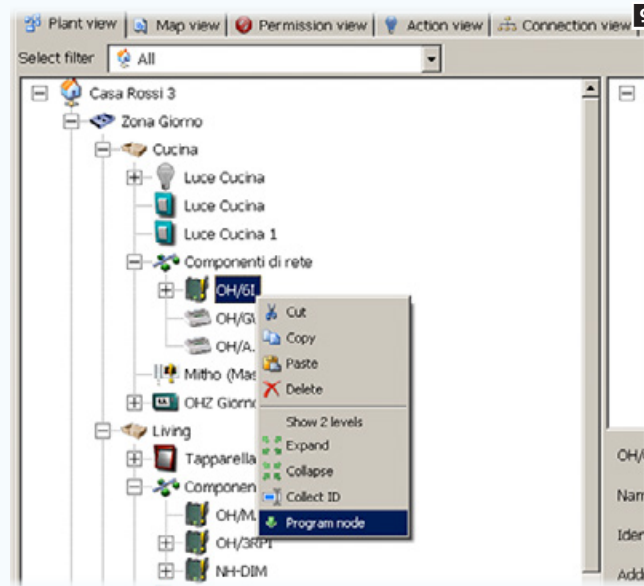 Plant view Map view Permission view Action view Connection view 9
Select filter All
Casa Rossi 3
Zona Giorno
Cucina
Luce Cucina
Luce Cucina
Luce Cucina 1
Componenti di rete
OH/6I
Cut
OH/G
Copy
OH/A.
Paste
Mitho (Mas
Delete
OHZ Giorno
Show 2 levels
Living
Expand
Tapparella
Collapse
Componen
Collect ID
OH/M
Program node
OH/3RPI
NH-DIM
OH/
Nam
Iden
Add